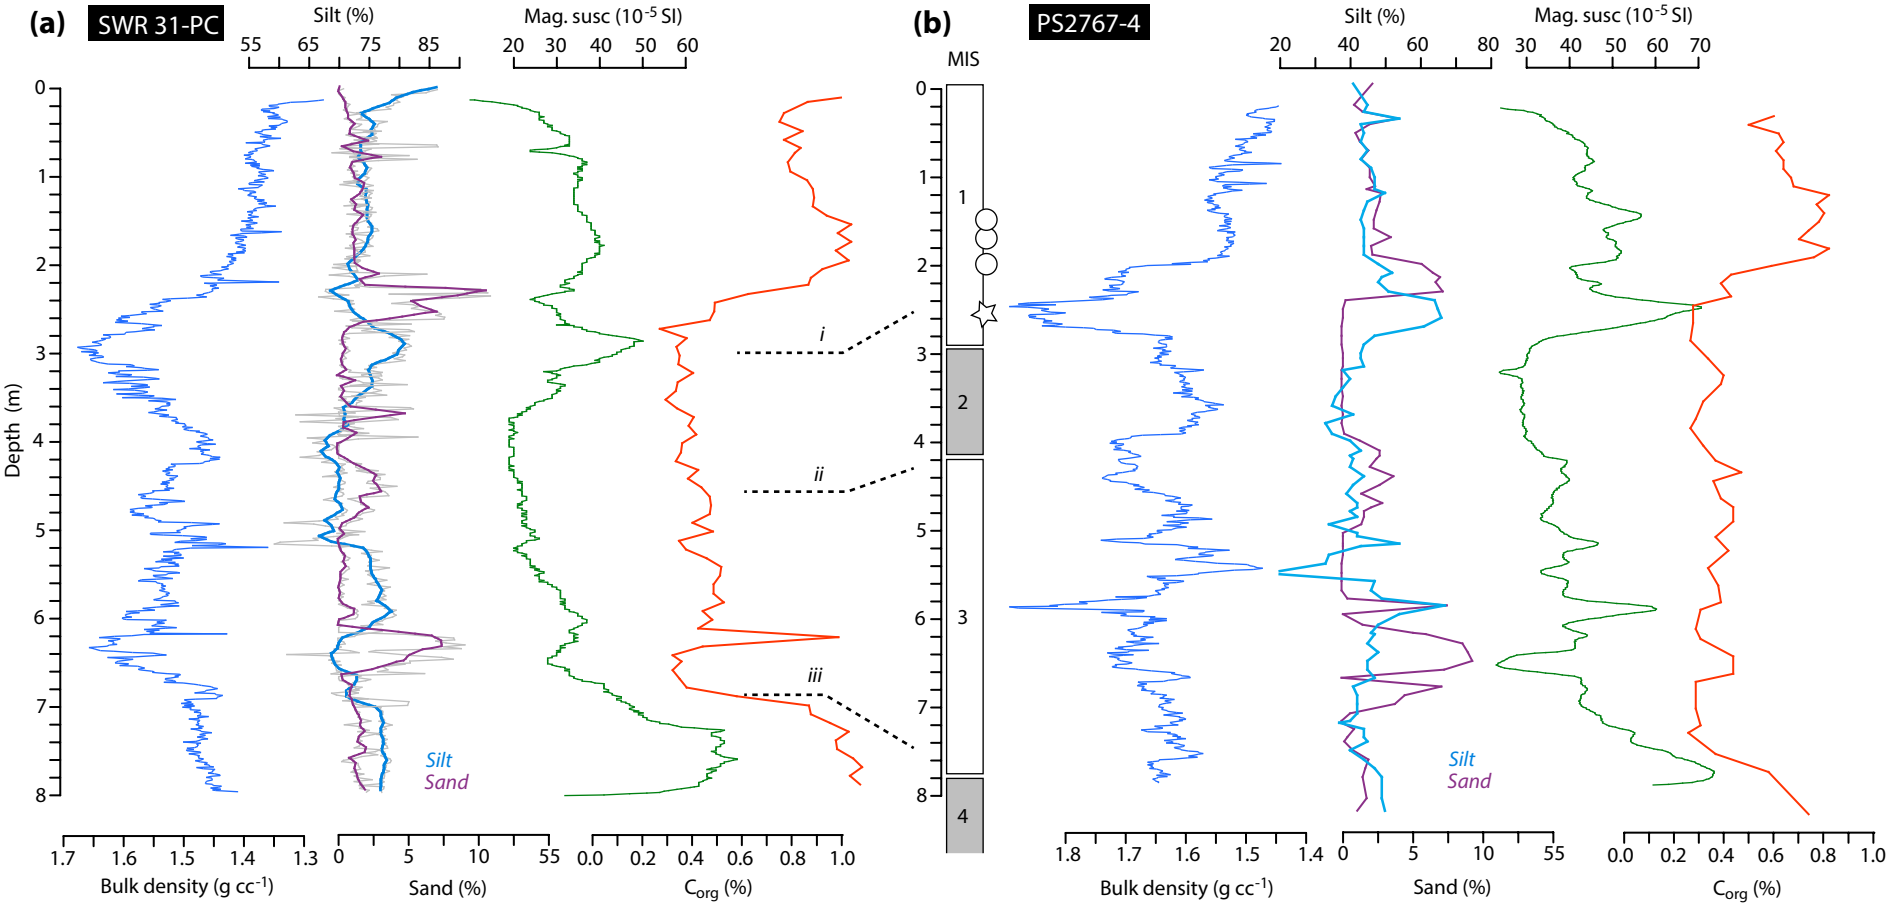 (a) SWR 31-PC
Silt (%)
55 65 75 85
Mag. susc (10-5 SI)
20 30 40 50 60
Depth (m)
0
1
2
3
4
5
6
7
8
i
ii
iii
Silt
Sand
1.7 1.6 1.5 1.4 1.3
Bulk density (g cc-1)
0 5 10 55
Sand (%)
0.0 0.2 0.4 0.6 0.8 1.0
Corg (%)
(b) PS2767-4
MIS
1
2
3
4
Silt (%)
20 40 60 80
Mag. susc (10-5 SI)
30 40 50 60 70
0
1
2
3
4
5
6
7
8
Silt
Sand
1.8 1.7 1.6 1.5 1.4
Bulk density (g cc-1)
0 5 10 55
Sand (%)
0.0 0.2 0.4 0.6 0.8 1.0
Corg (%)